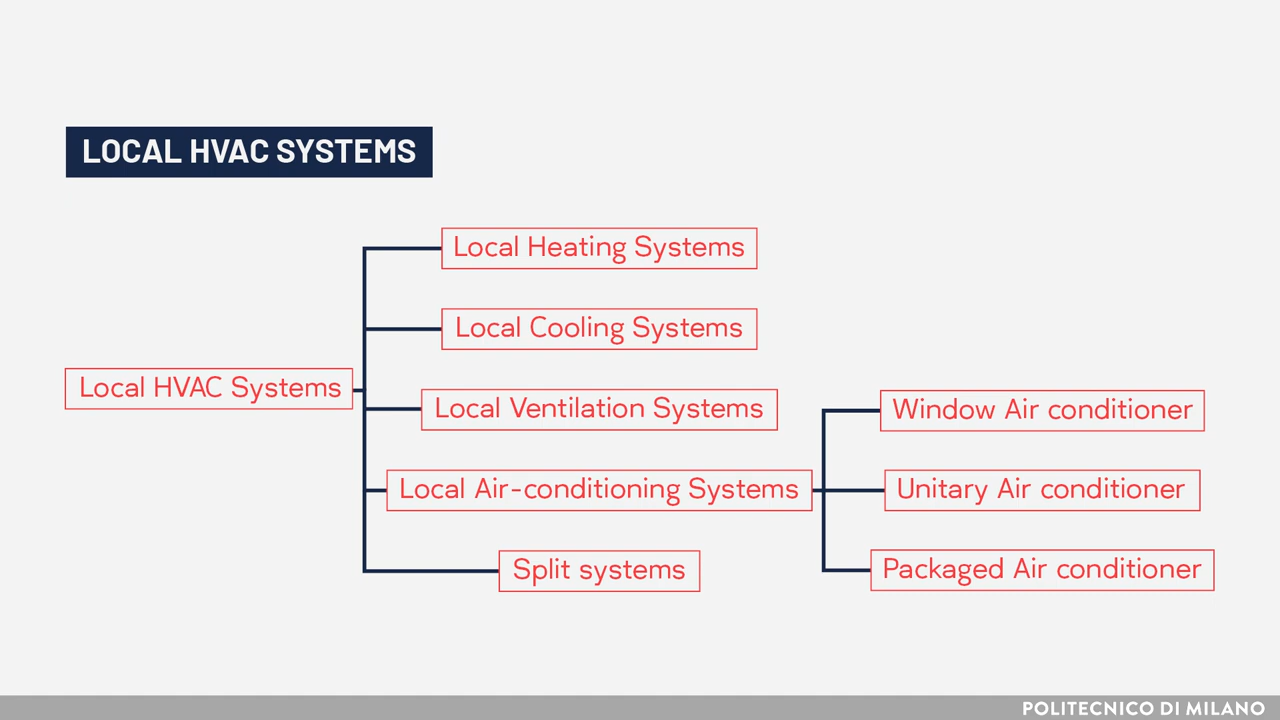 LOCAL HVAC SYSTEMS
Local HVAC Systems
Local Heating Systems
Local Cooling Systems
Local Ventilation Systems
Local Air-conditioning Systems
Split systems
Window Air conditioner
Unitary Air conditioner
Packaged Air conditioner
POLITECNICO DI MILANO